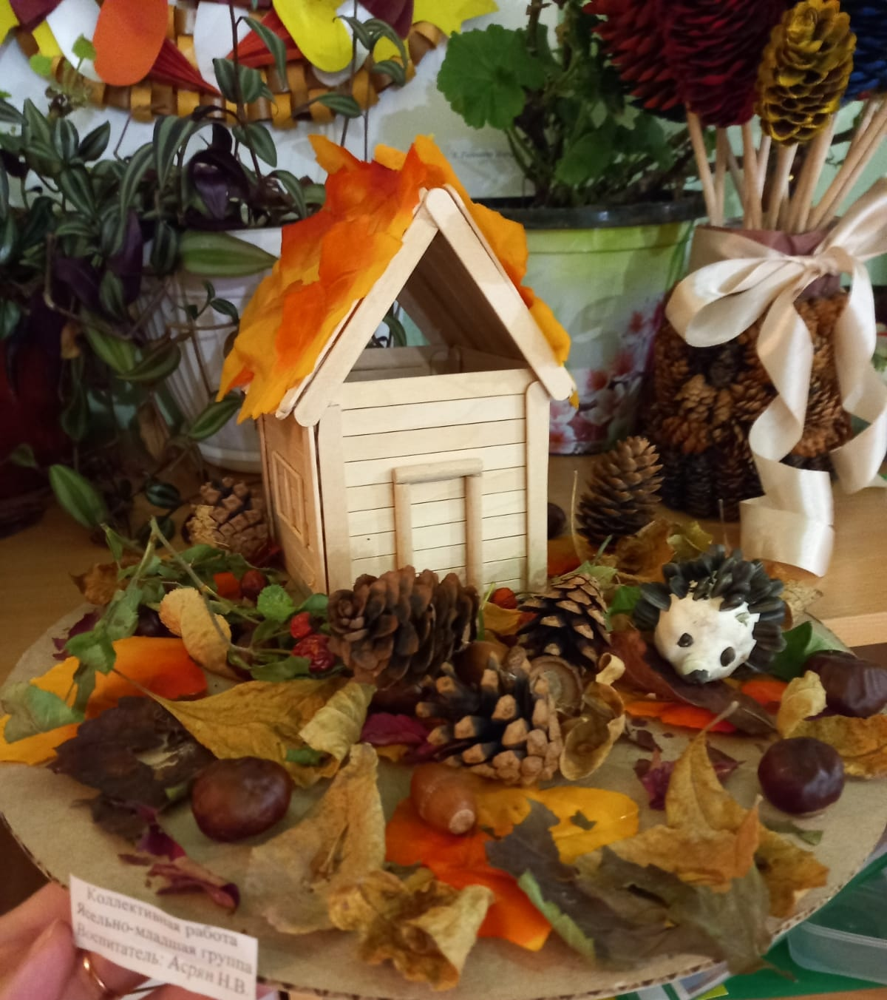 Коллективная работа
Ясельно-младшая группа
Воспитатель: Асрян Н.В.